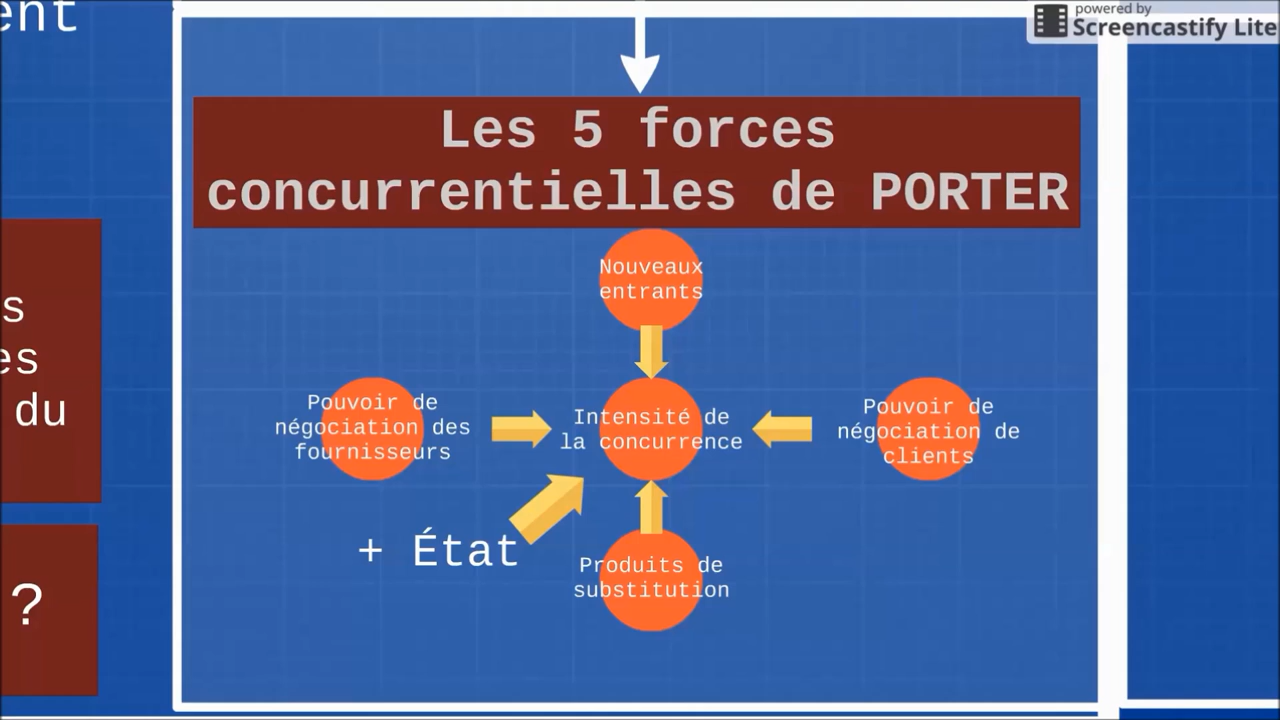 ent
powered by
Screencastify Lite
Les 5 forces
concurrentielles de PORTER
Nouveaux
entrants
s
es
du
Pouvoir de
négociation des
fournisseurs
Intensité de
la concurrence
Pouvoir de
négociation de
clients
+ État
Produits de
substitution
?